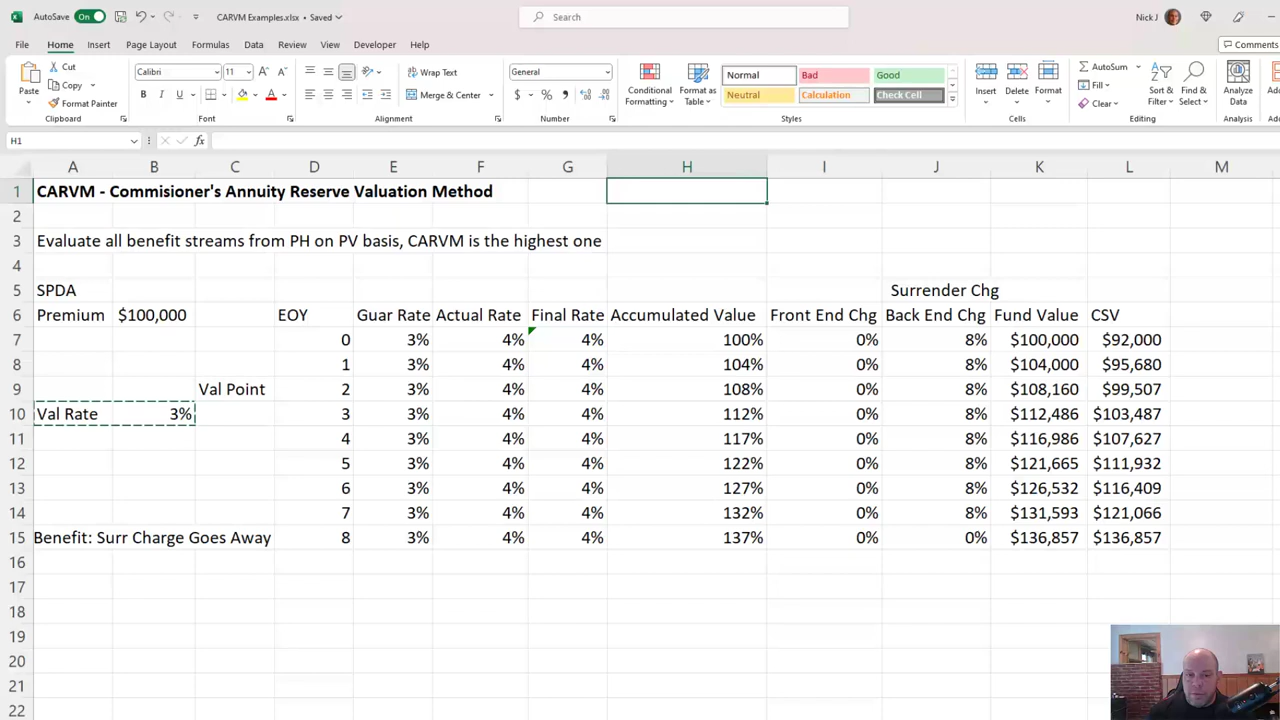 AutoSave On CARVM Examples.xlsx • Saved Search Nick J
File Home Insert Page Layout Formulas Data Review View Developer Help Comments
Paste Cut Copy Format Painter Clipboard
Calibri 11 B I U A Font
Wrap Text Merge & Center Alignment
General $ % Number
Conditional Formatting Format as Table Normal Bad Good Neutral Calculation Check Cell Styles
Insert Delete Format Cells
AutoSum Fill Clear Sort & Filter Find & Select Editing
Analyze Data Analysis
H1 fx
A B C D E F G H I J K L M
1 CARVM - Commisioner's Annuity Reserve Valuation Method
2
3 Evaluate all benefit streams from PH on PV basis, CARVM is the highest one
4
5 SPDA Surrender Chg
6 Premium $100,000 EOY Guar Rate Actual Rate Final Rate Accumulated Value Front End Chg Back End Chg Fund Value CSV
7 0 3% 4% 4% 100% 0% 8% $100,000 $92,000
8 1 3% 4% 4% 104% 0% 8% $104,000 $95,680
9 Val Point 2 3% 4% 4% 108% 0% 8% $108,160 $99,507
10 Val Rate 3% 3 3% 4% 4% 112% 0% 8% $112,486 $103,487
11 4 3% 4% 4% 117% 0% 8% $116,986 $107,627
12 5 3% 4% 4% 122% 0% 8% $121,665 $111,932
13 6 3% 4% 4% 127% 0% 8% $126,532 $116,409
14 7 3% 4% 4% 132% 0% 8% $131,593 $121,066
15 Benefit: Surr Charge Goes Away 8 3% 4% 4% 137% 0% 0% $136,857 $136,857
16
17
18
19
20
21
22